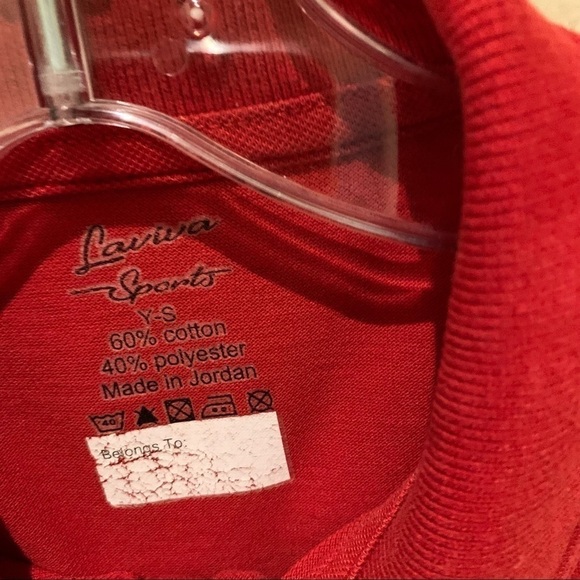 Laviva
Sports
Y-S
60% cotton
40% polyester
Made in Jordan
40
Belongs To: